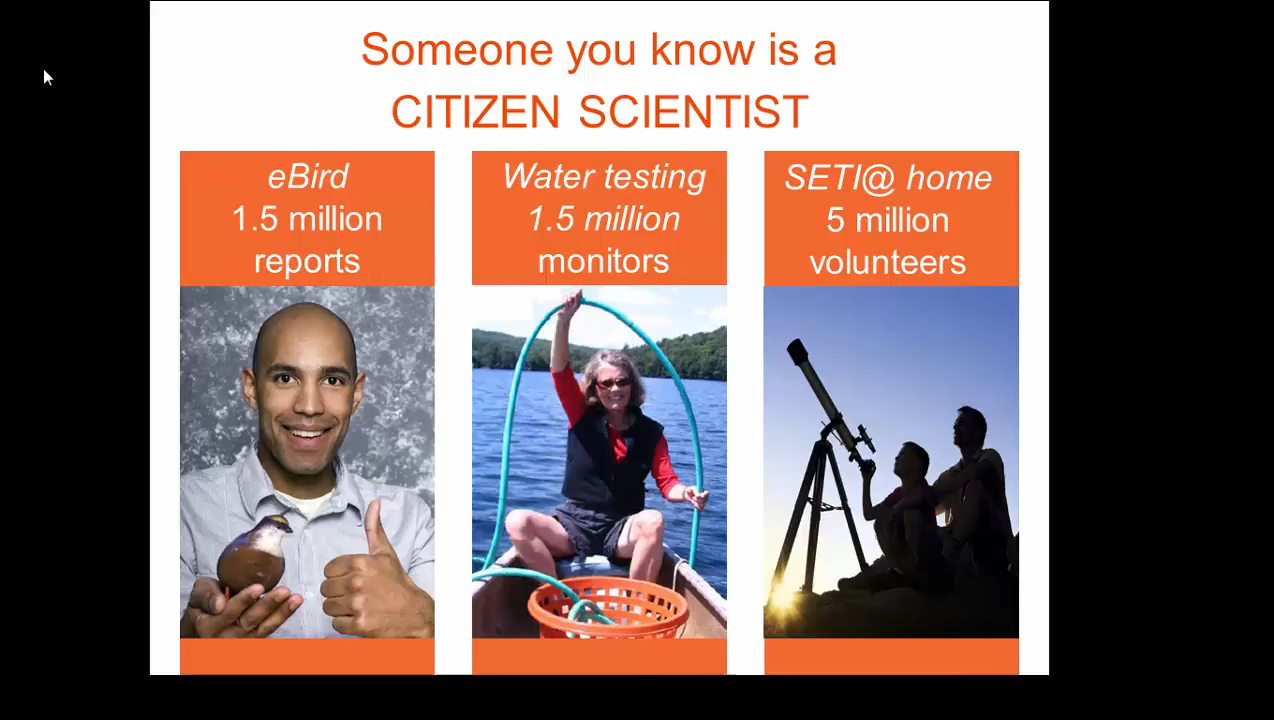 Someone you know is a
CITIZEN SCIENTIST
eBird
1.5 million
reports
Water testing
1.5 million
monitors
SETI@ home
5 million
volunteers